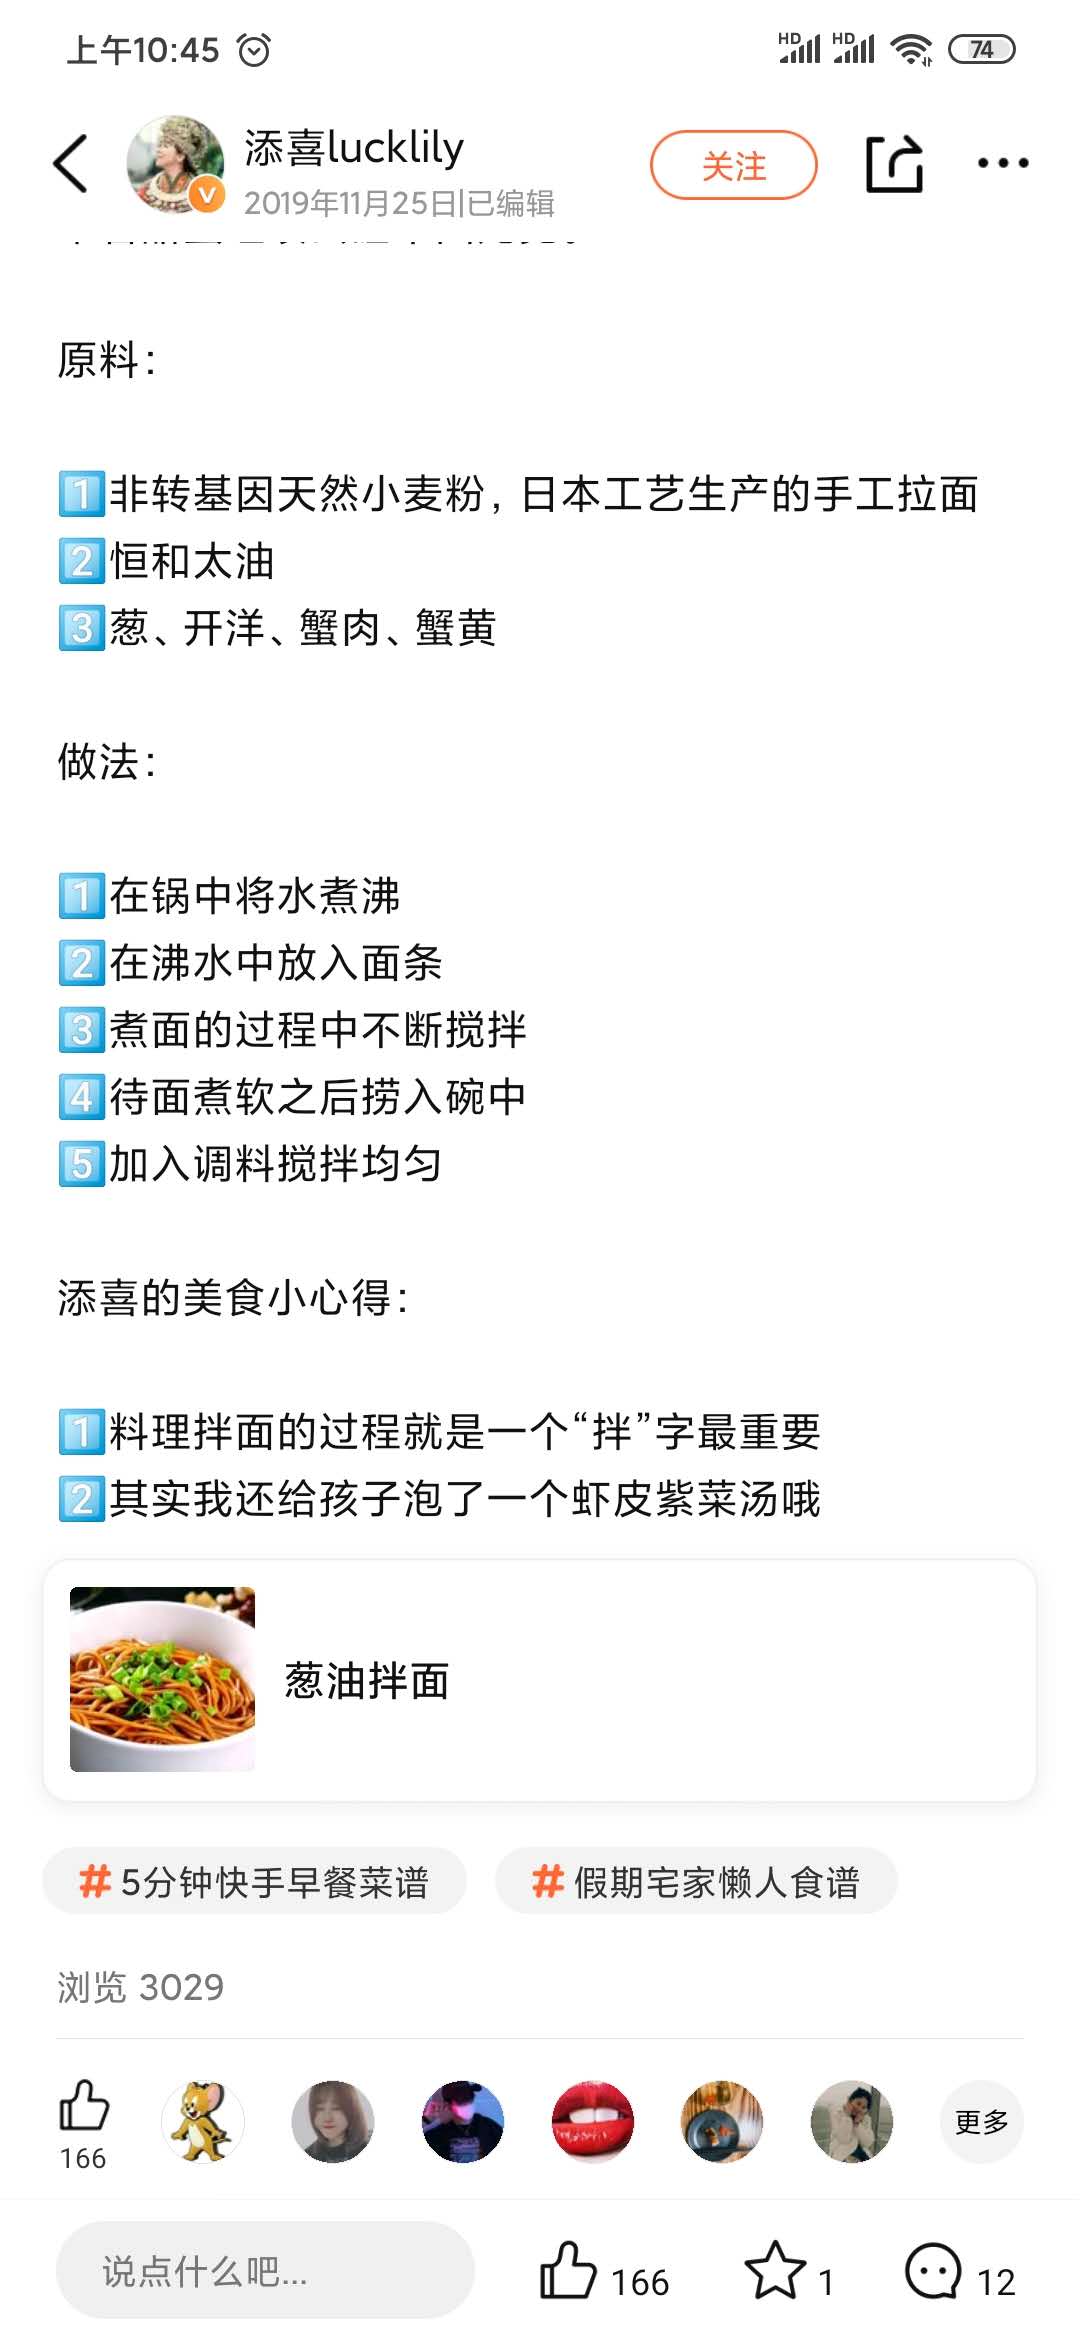 上午10:45
HD HD 74
添喜lucklily
关注
2019年11月25日|已编辑
原料：
1非转基因天然小麦粉，日本工艺生产的手工拉面
2恒和太油
3葱、开洋、蟹肉、蟹黄
做法：
1在锅中将水煮沸
2在沸水中放入面条
3煮面的过程中不断搅拌
4待面煮软之后捞入碗中
5加入调料搅拌均匀
添喜的美食小心得：
1料理拌面的过程就是一个“拌”字最重要
2其实我还给孩子泡了一个虾皮紫菜汤哦
葱油拌面
#5分钟快手早餐菜谱 #假期宅家懒人食谱
浏览 3029
166
更多
说点什么吧... 166 1 12